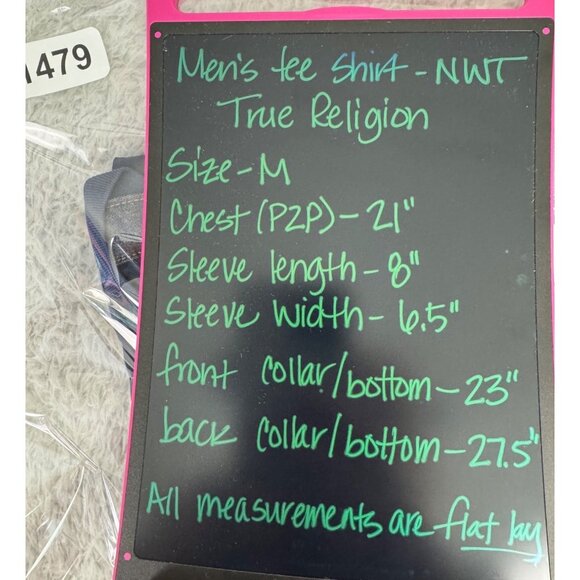 1479
Men's tee Shirt - NWT
True Religion
Size - M
Chest (P2P) - 21"
Sleeve length - 8"
Sleeve width - 6.5"
front collar/bottom - 23"
back collar/bottom - 27.5"
All measurements are flat lay